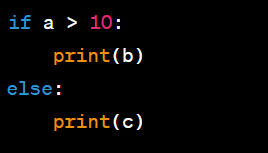 if a > 10:
    print(b)
else:
    print(c)